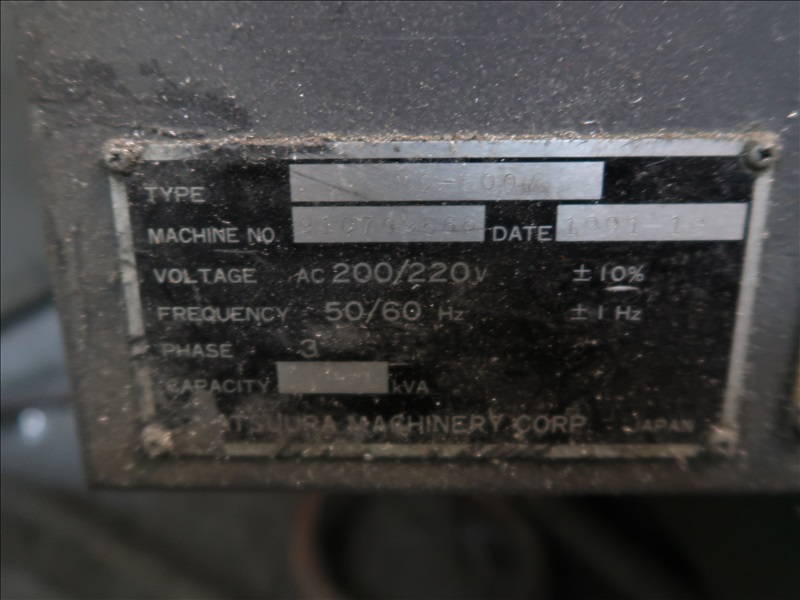 TYPE
MACHINE NO. DATE
VOLTAGE AC 200/220 V ±10%
FREQUENCY 50/60 Hz ±1 Hz
PHASE 3
CAPACITY kVA
MACHINERY CORP. JAPAN